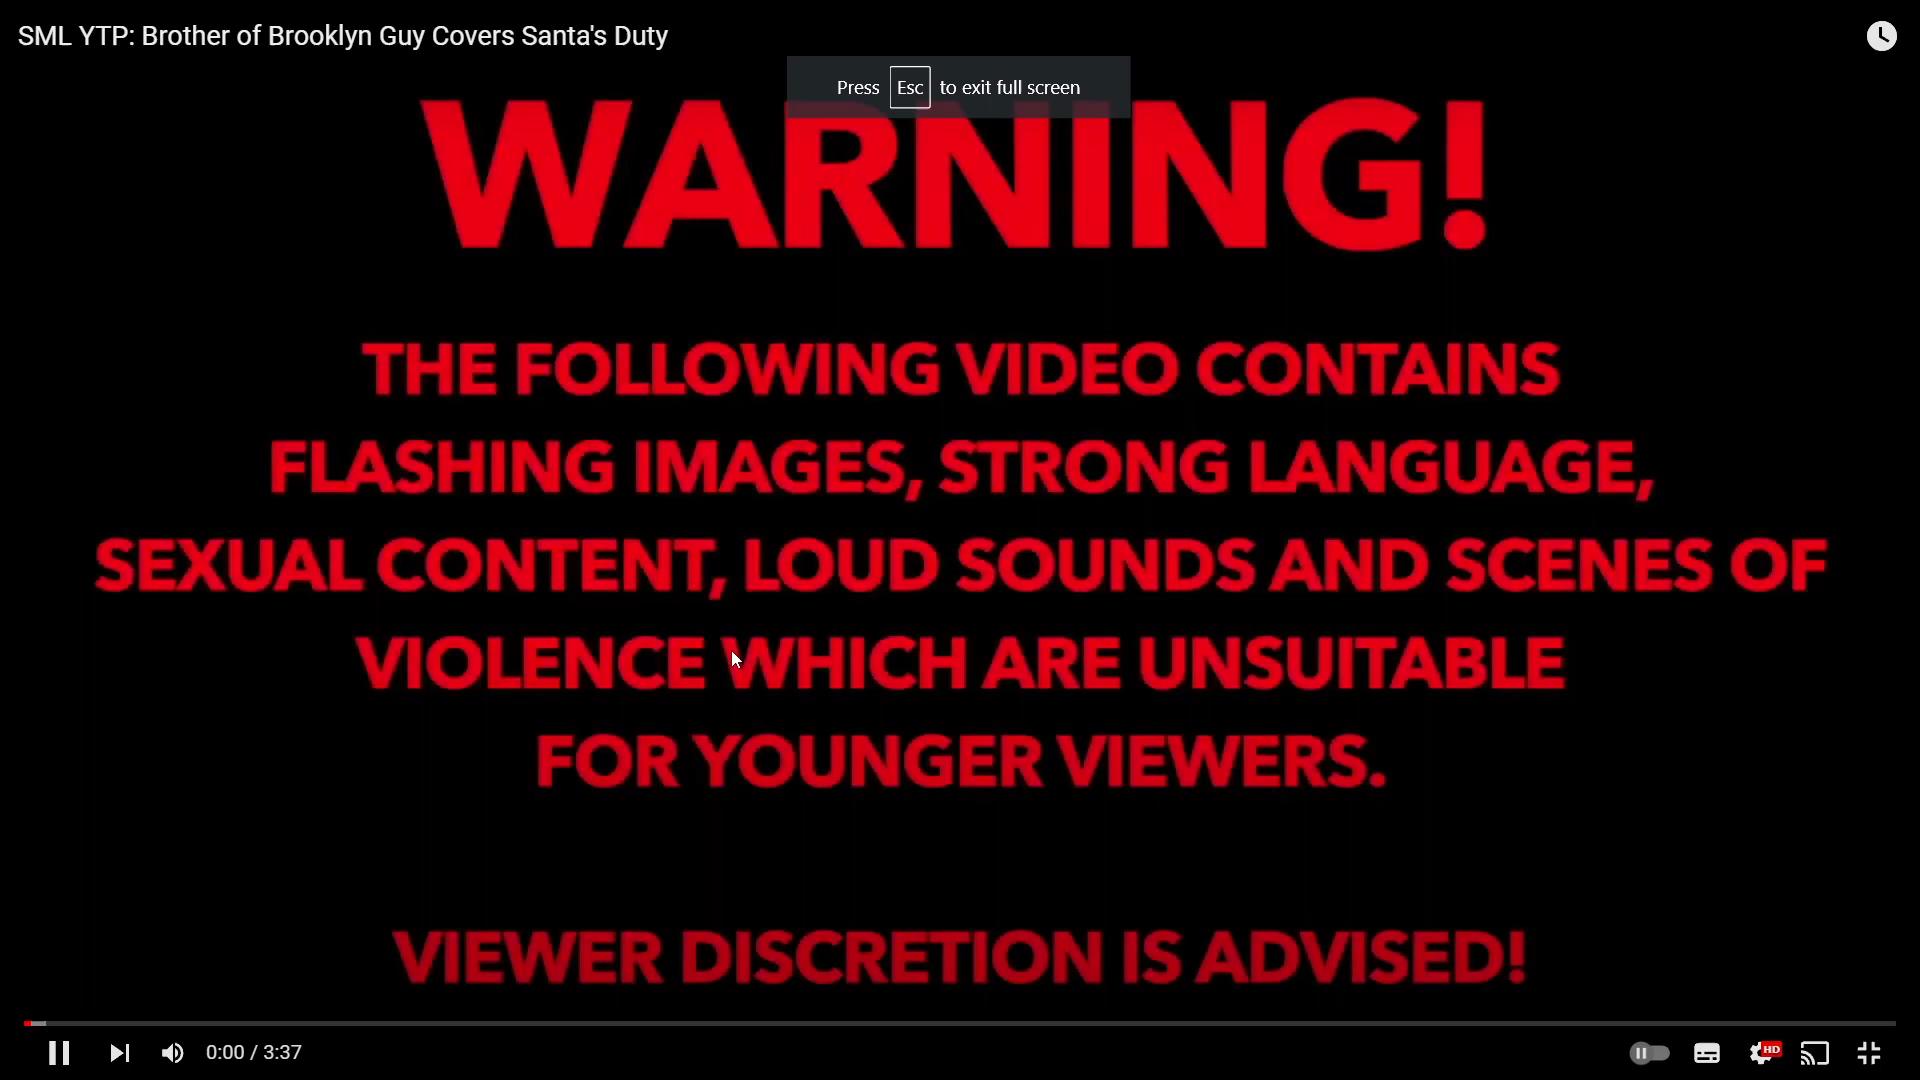 SML YTP: Brother of Brooklyn Guy Covers Santa's Duty
Press Esc to exit full screen
WARNING!
THE FOLLOWING VIDEO CONTAINS
FLASHING IMAGES, STRONG LANGUAGE,
SEXUAL CONTENT, LOUD SOUNDS AND SCENES OF
VIOLENCE WHICH ARE UNSUITABLE
FOR YOUNGER VIEWERS.
VIEWER DISCRETION IS ADVISED!
0:00 / 3:37
HD